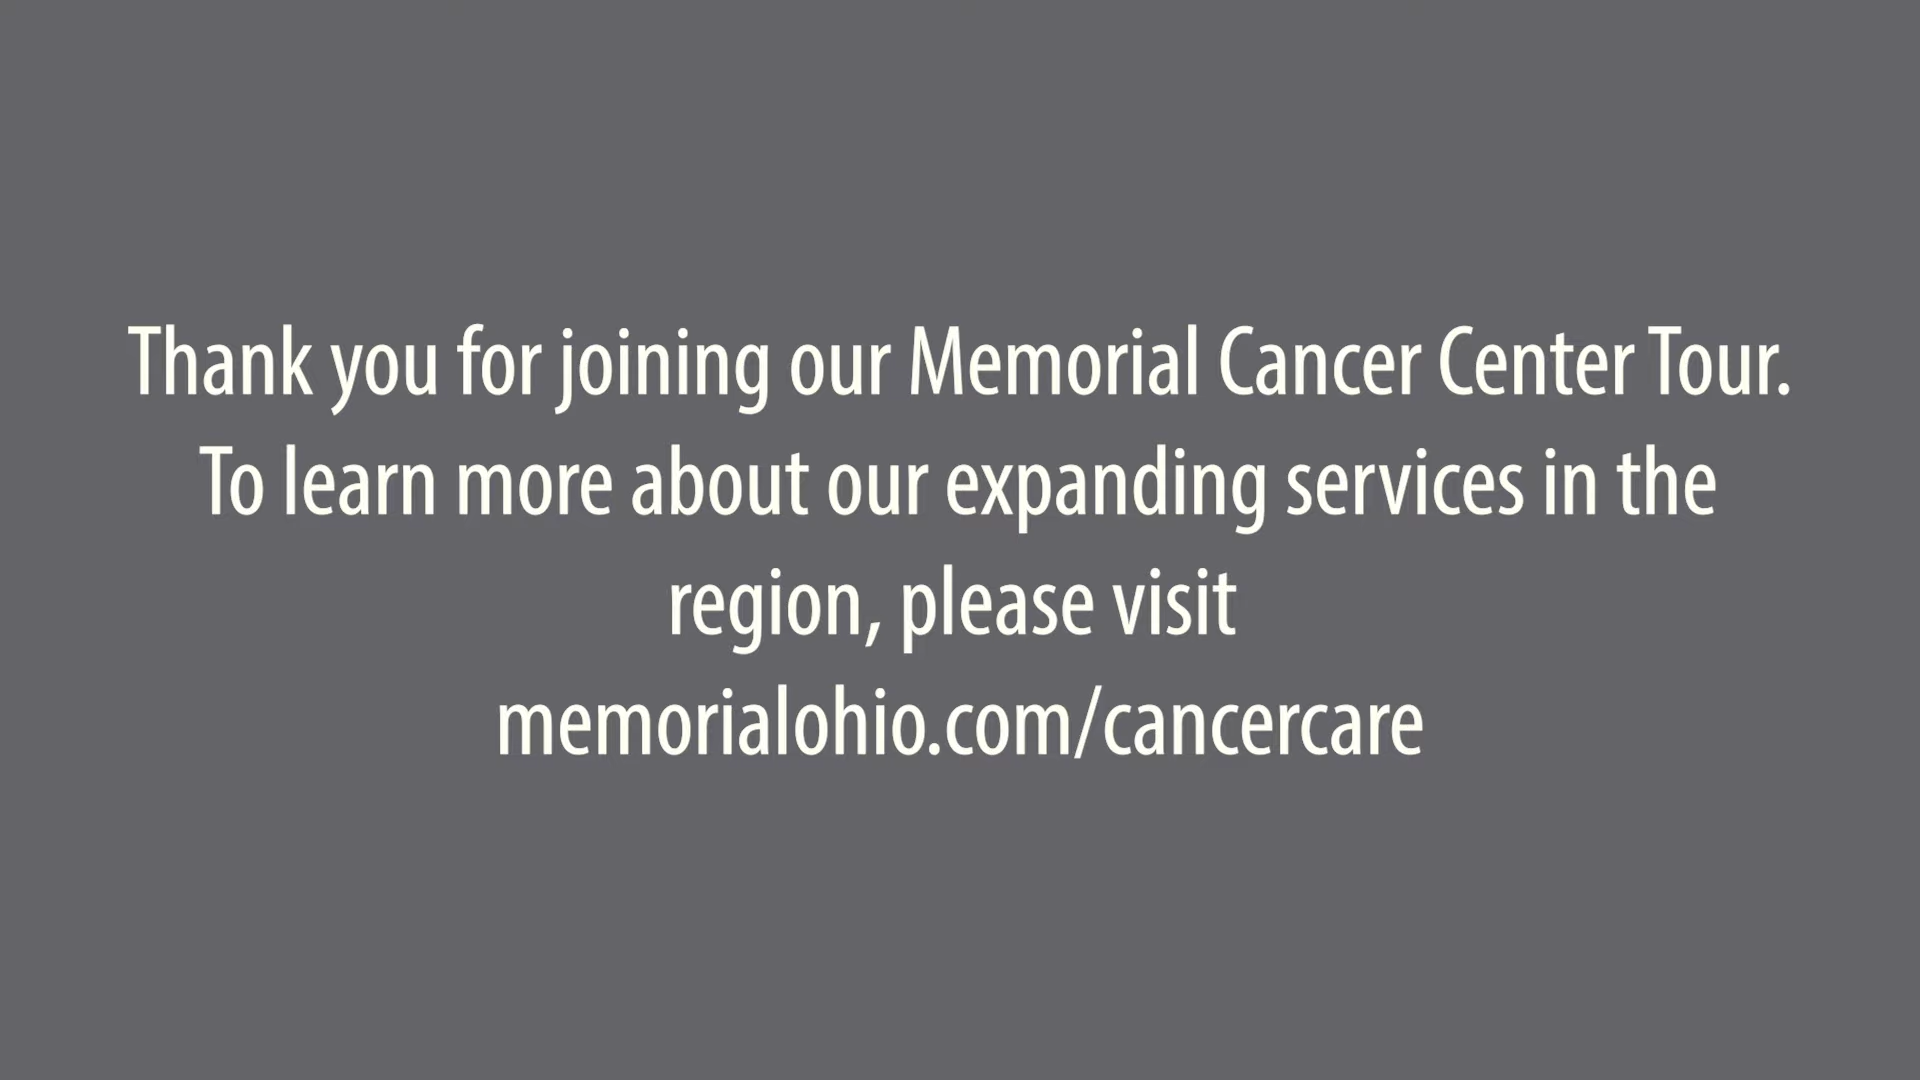 Thank you for joining our Memorial Cancer Center Tour.
To learn more about our expanding services in the
region, please visit
memorialohio.com/cancercare